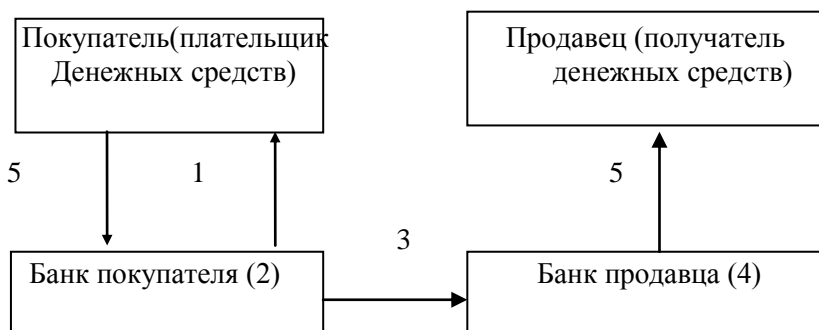 Покупатель(плательщик
Денежных средств)
Продавец (получатель
денежных средств)
5
1
5
3
Банк покупателя (2)
Банк продавца (4)